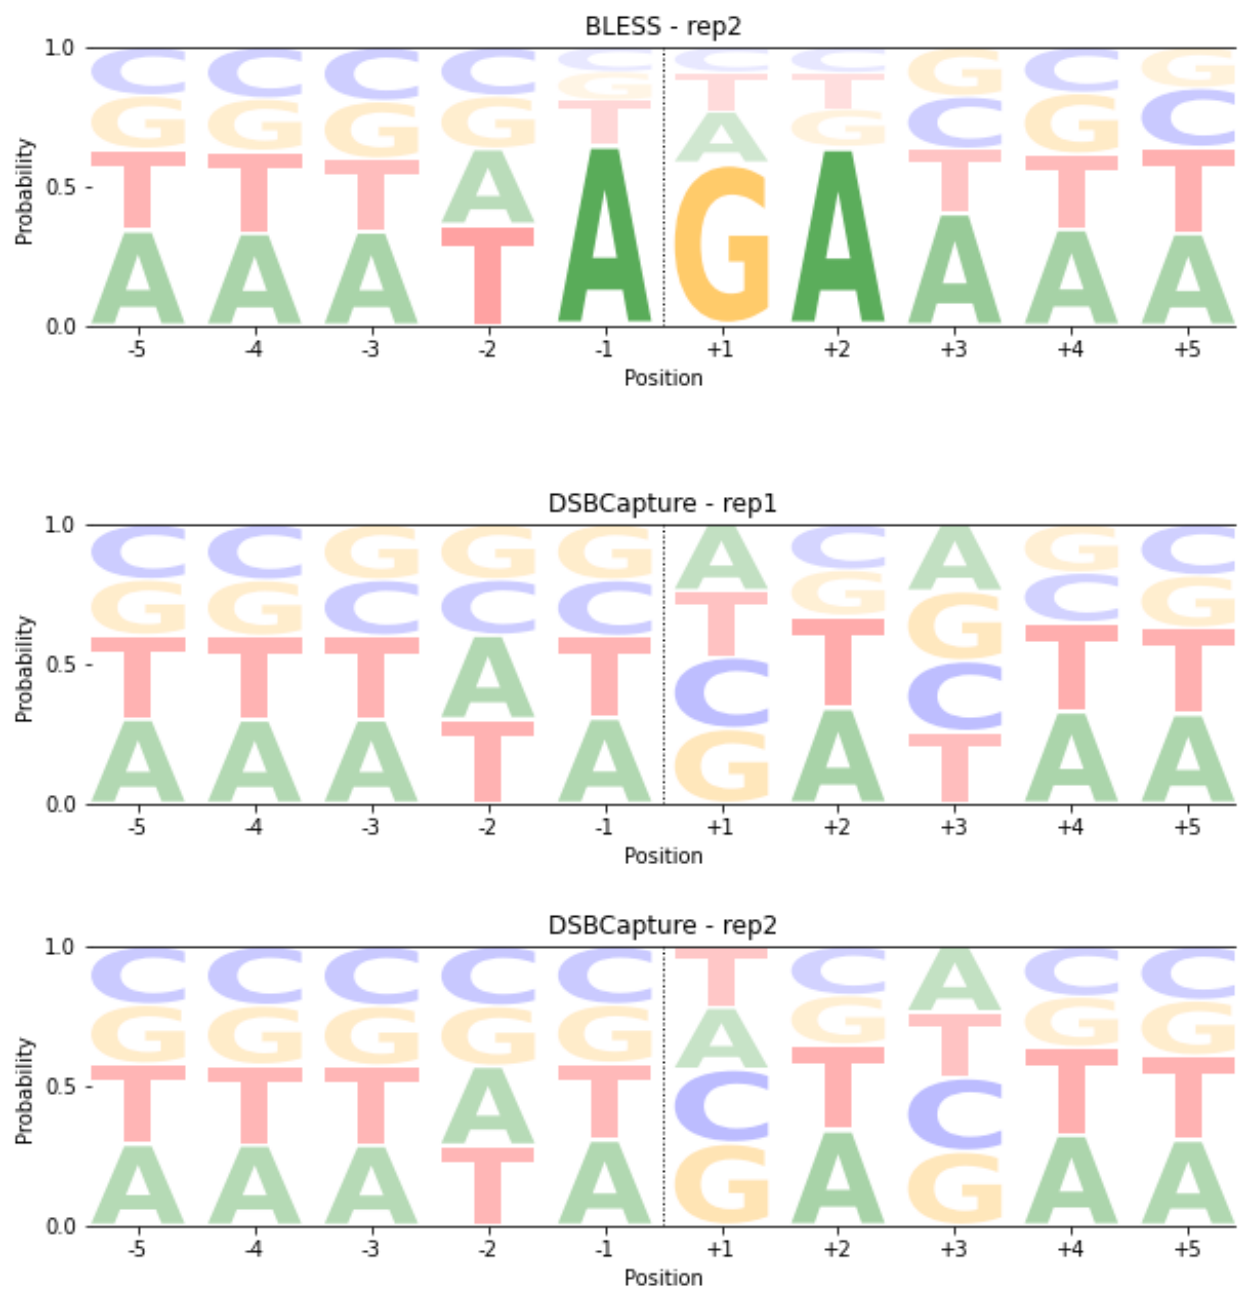 BLESS - rep2
1.0
C C C C C C C G C G
G G G G G T T C G C
T T T A T A G T T T
0.5
Probability
A A A T A G A A A A
0.0
-5 -4 -3 -2 -1 +1 +2 +3 +4 +5
Position
DSBCapture - rep1
1.0
C C G G G A C A G C
G G C C C T G G C G
T T T A T C T C T T
0.5
Probability
A A A T A G A T A A
0.0
-5 -4 -3 -2 -1 +1 +2 +3 +4 +5
Position
DSBCapture - rep2
1.0
C C C C C T C A C C
G G G G G A G T G G
T T T A T C T C T T
0.5
Probability
A A A T A G A G A A
0.0
-5 -4 -3 -2 -1 +1 +2 +3 +4 +5
Position